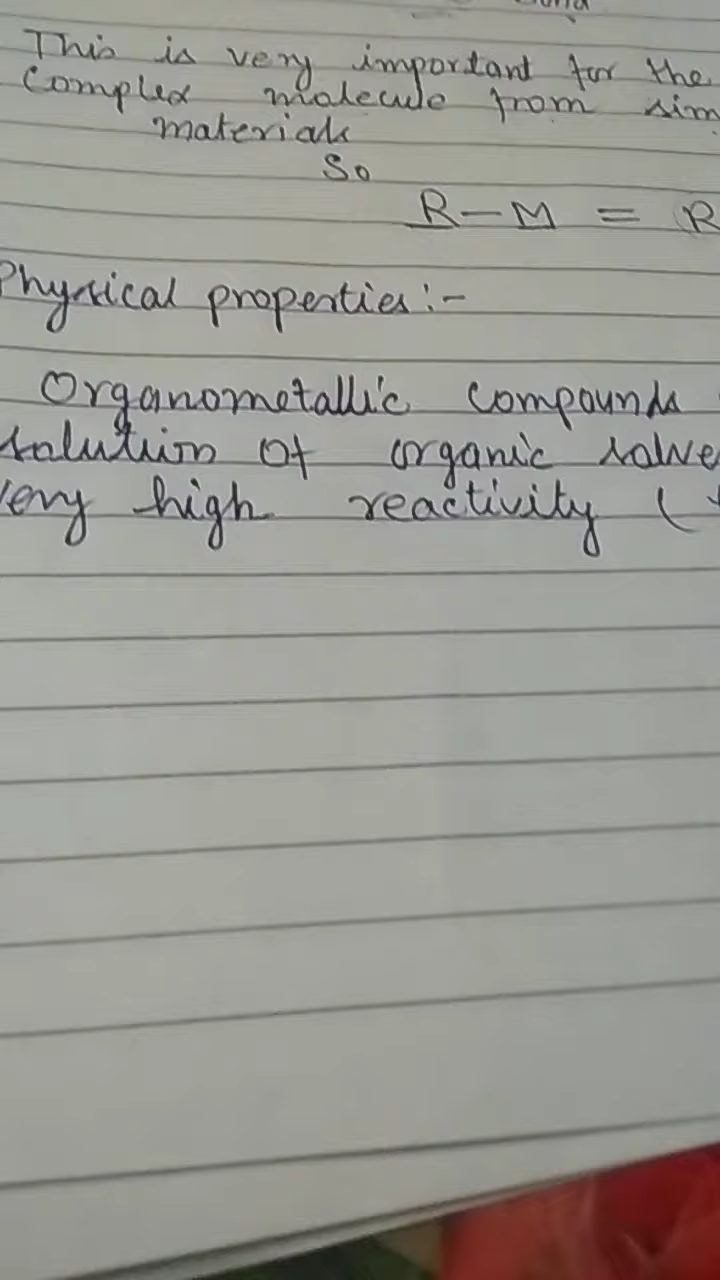 This is very important for the
Complex molecule from sim
materials
So
R — M = R
Physical properties :-
Organometallic compounds
solution of organic solve
very high reactivity (